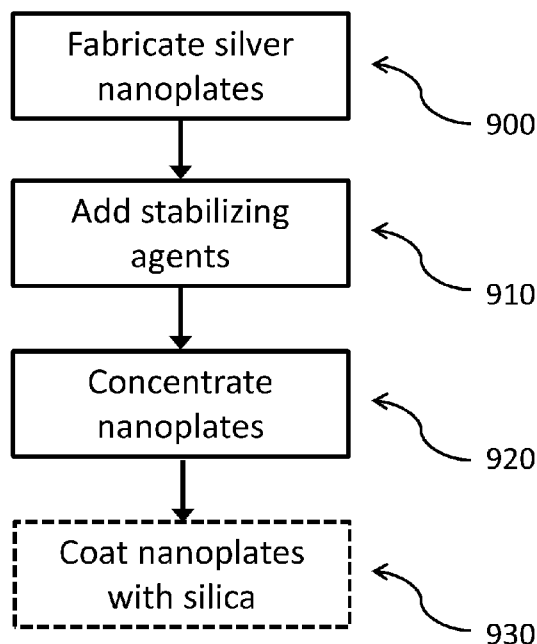 Fabricate silver
nanoplates
900
Add stabilizing
agents
910
Concentrate
nanoplates
920
Coat nanoplates
with silica
930